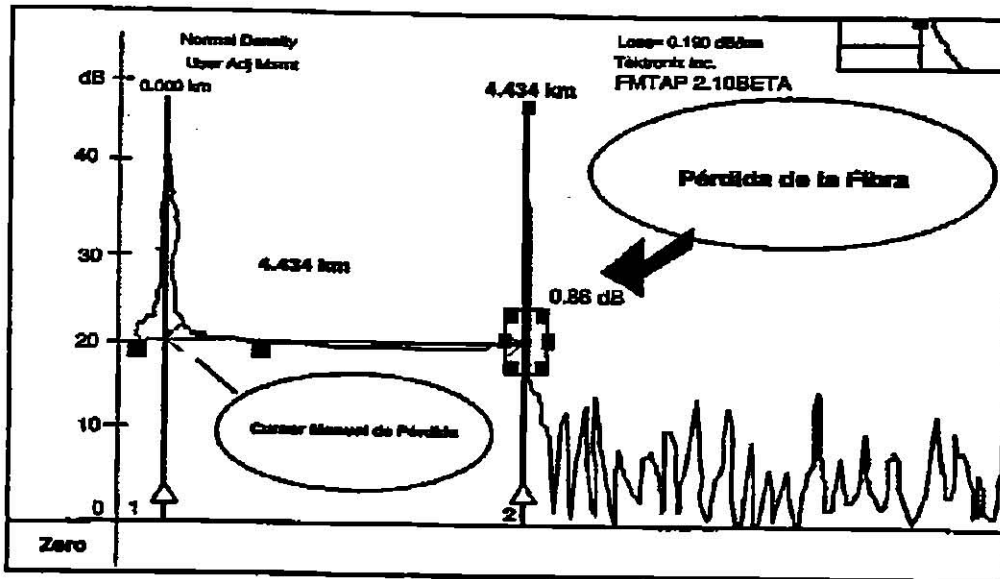 Normal Density
User Adj Msmt
dB
0.000 km
4.434 km
Loss= 0.190 dB/km
Tektronix Inc.
FMTAP 2.10BETA
40
Pérdida de la Fibra
30
4.434 km
0.86 dB
20
10
Cursor Manual de Pérdida
0
1
2
Zero